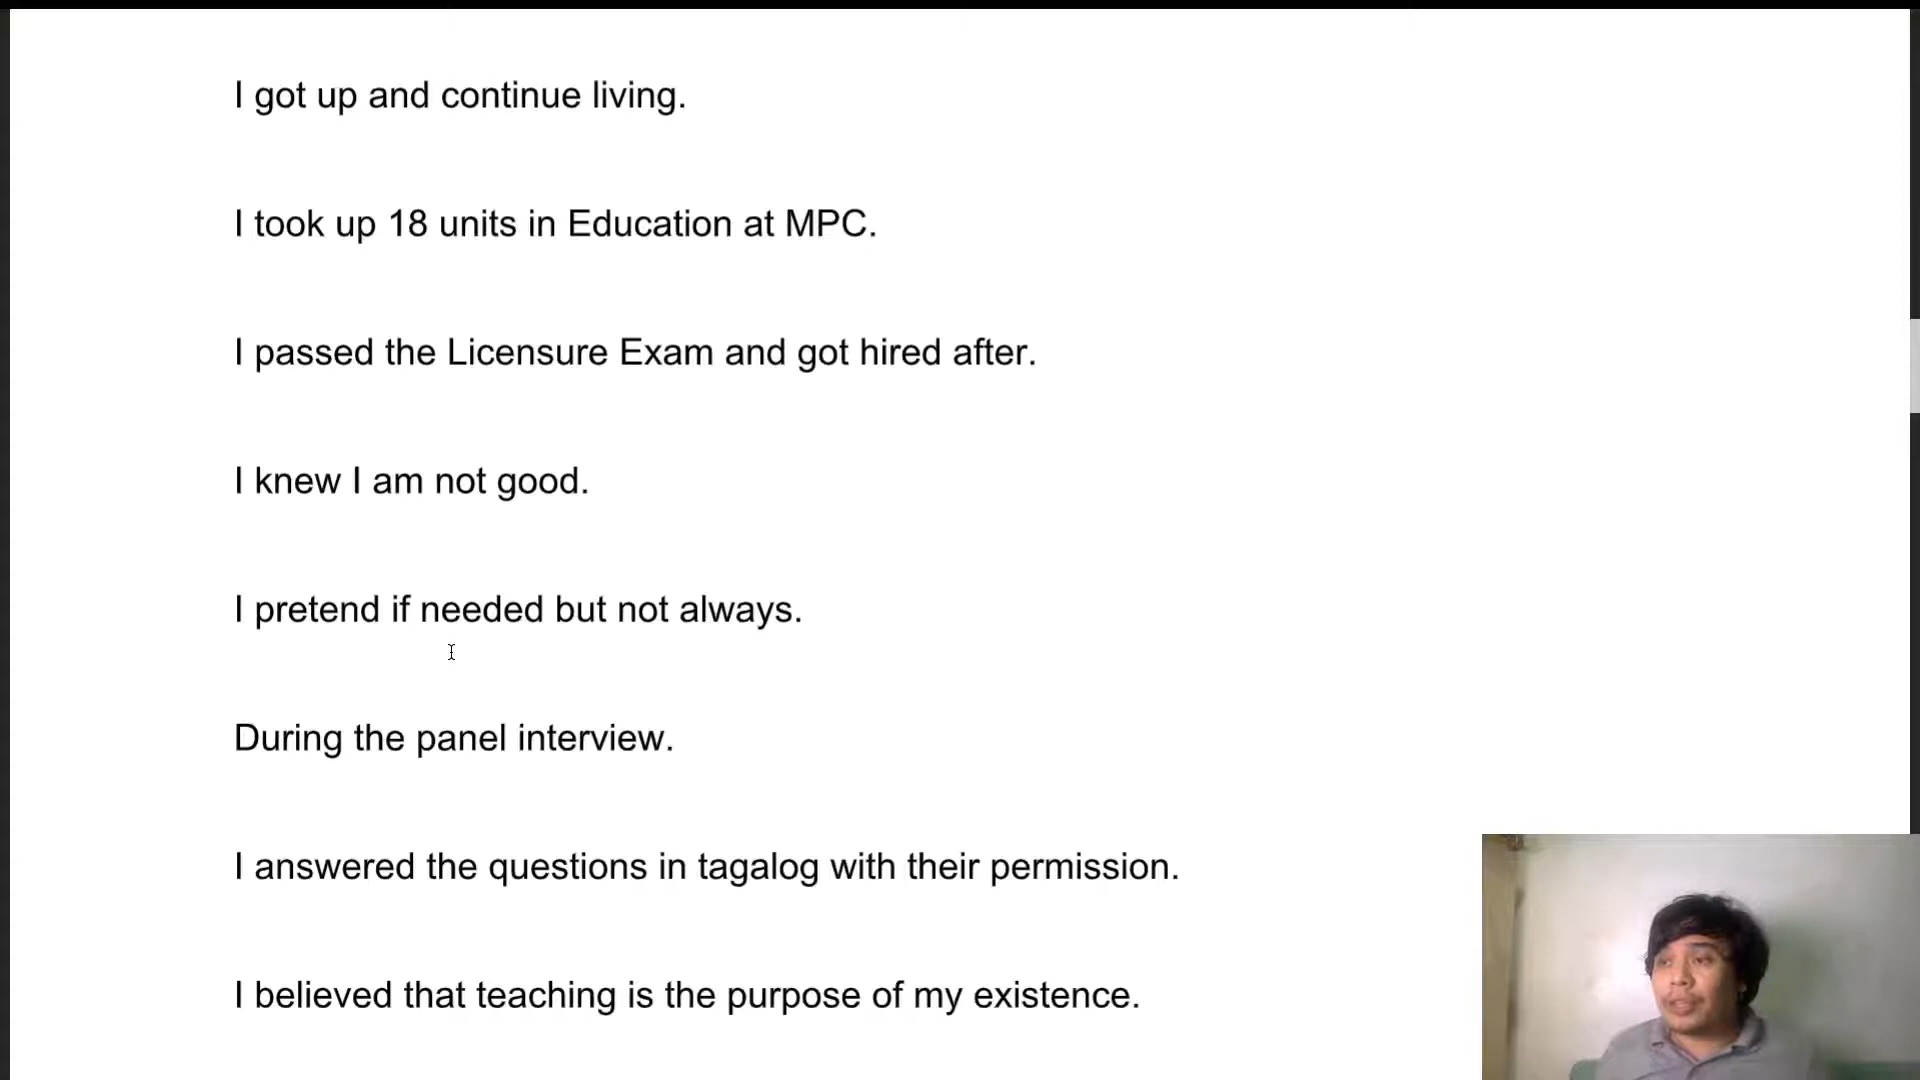 I got up and continue living.
I took up 18 units in Education at MPC.
I passed the Licensure Exam and got hired after.
I knew I am not good.
I pretend if needed but not always.
During the panel interview.
I answered the questions in tagalog with their permission.
I believed that teaching is the purpose of my existence.